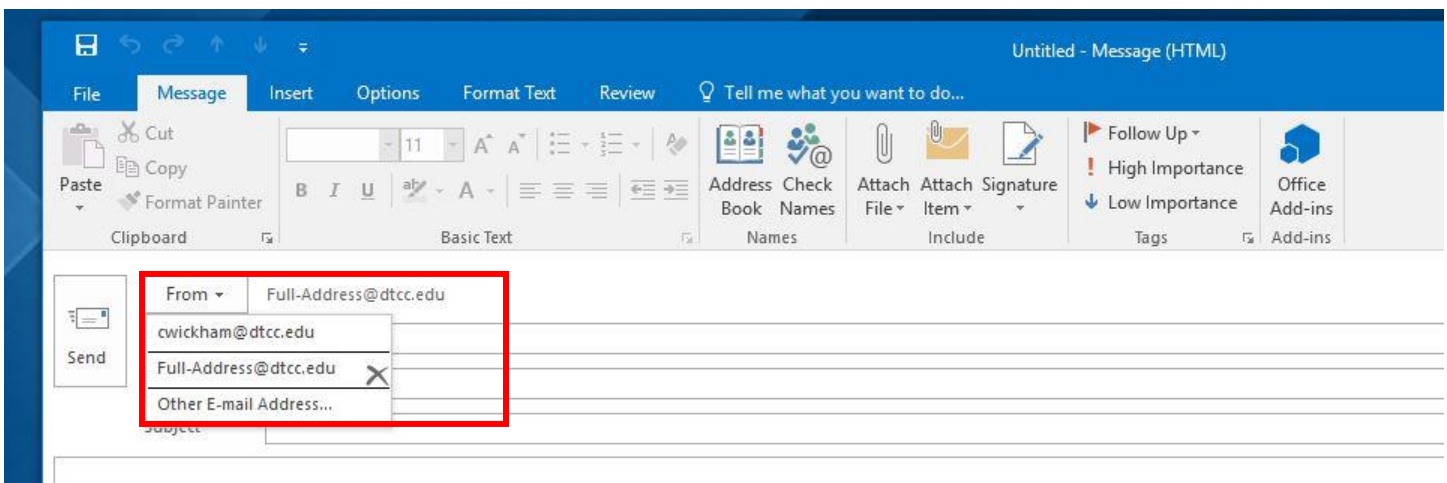 Untitled - Message (HTML)
File Message Insert Options Format Text Review Tell me what you want to do...
Cut
Copy
Format Painter
Paste
Clipboard
11
A A
B I U ab A
Basic Text
Address Book
Check Names
Names
Attach File
Attach Item
Signature
Include
Follow Up
! High Importance
Low Importance
Tags
Office Add-ins
Add-ins
Send
From Full-Address@dtcc.edu
cwickham@dtcc.edu
Full-Address@dtcc.edu
Other E-mail Address...
Subject